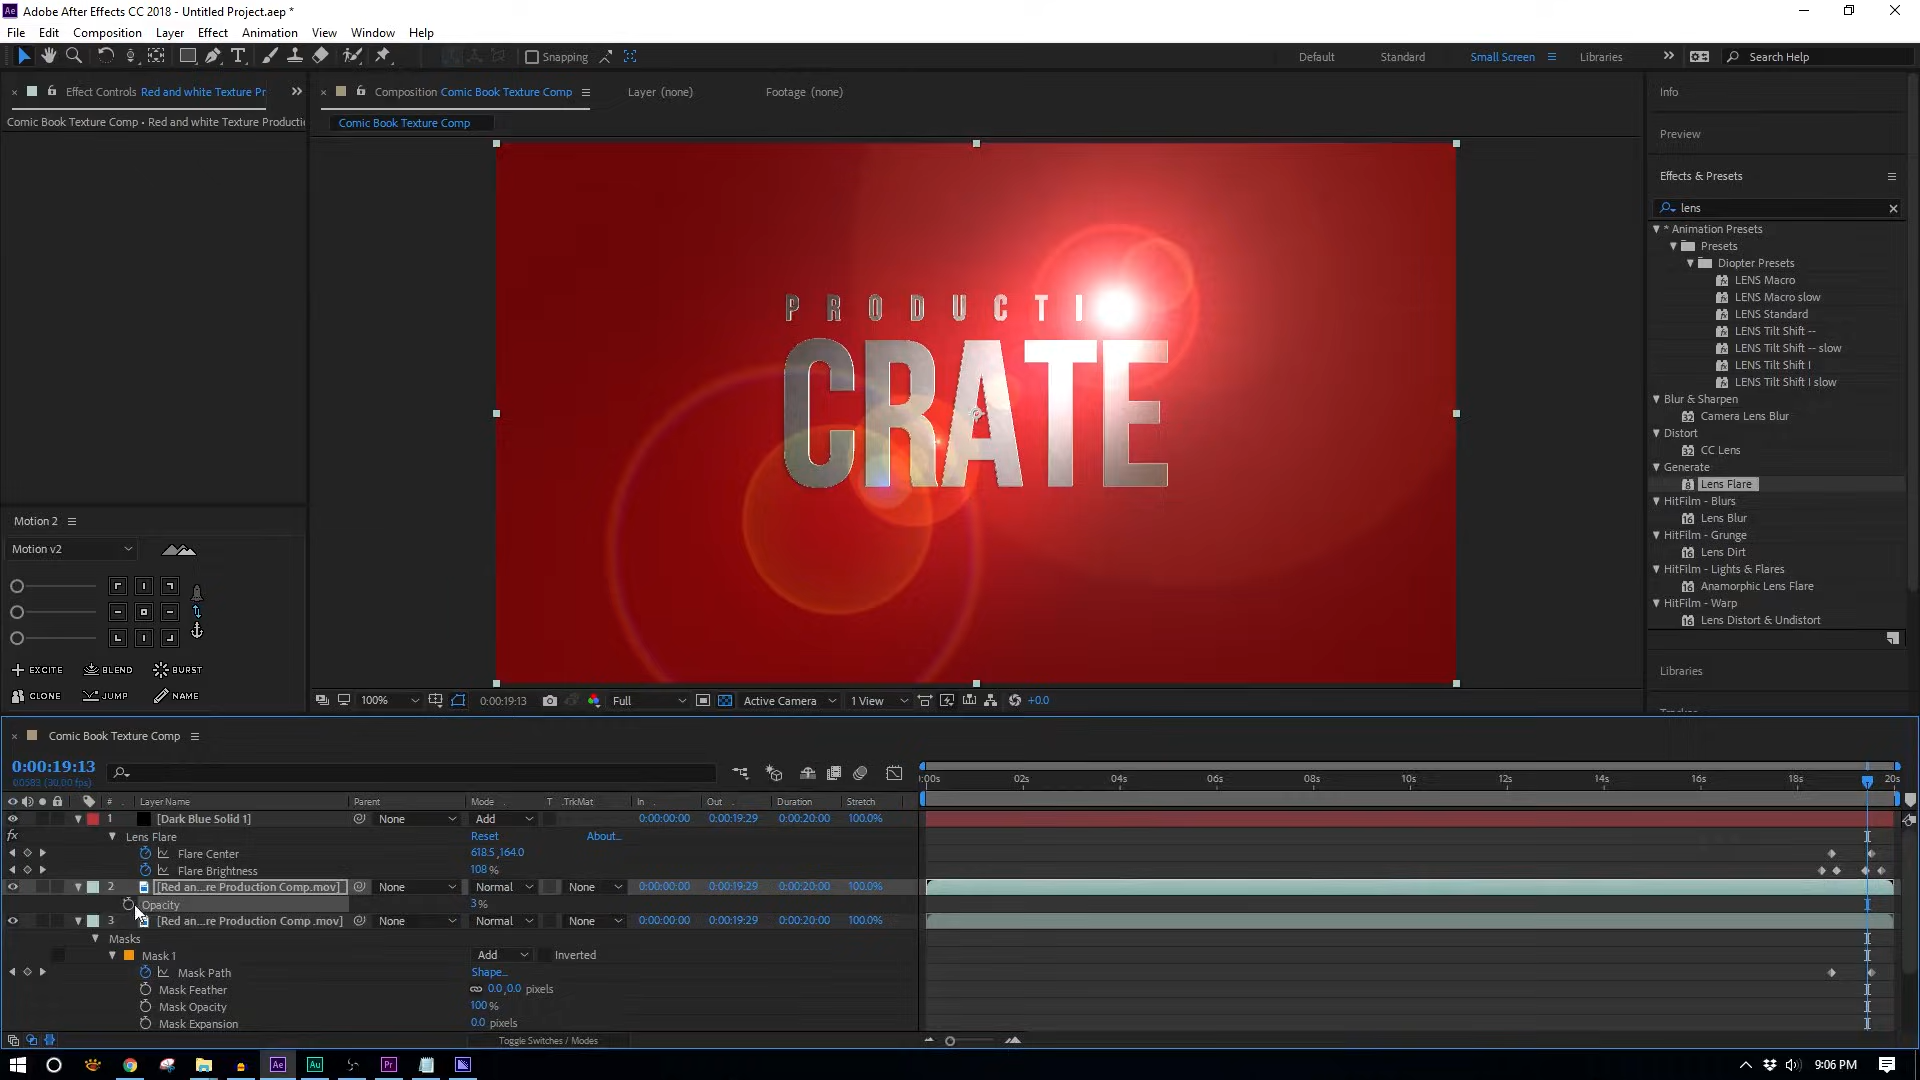 Adobe After Effects CC 2018 - Untitled Project.aep *
File Edit Composition Layer Effect Animation View Window Help
Snapping Default Standard Small Screen Libraries Search Help
Effect Controls Red and white Texture Pr
Composition Comic Book Texture Comp Layer (none) Footage (none)
Info
Comic Book Texture Comp • Red and white Texture Producti
Comic Book Texture Comp
Preview
Effects & Presets
lens
* Animation Presets
Presets
Diopter Presets
LENS Macro
LENS Macro slow
LENS Standard
LENS Tilt Shift --
LENS Tilt Shift -- slow
LENS Tilt Shift I
LENS Tilt Shift I slow
Blur & Sharpen
Camera Lens Blur
Distort
CC Lens
Generate
Lens Flare
HitFilm - Blurs
Lens Blur
HitFilm - Grunge
Lens Dirt
HitFilm - Lights & Flares
Anamorphic Lens Flare
HitFilm - Warp
Lens Distort & Undistort
Libraries
PRODUCTI
CRATE
Motion 2
Motion v2
EXCITE BLEND BURST
CLONE JUMP NAME
100% 0:00:19:13 Full Active Camera 1 View +0.0
Comic Book Texture Comp
0:00:19:13
00583 (30.00 fps)
:00s 02s 04s 06s 08s 10s 12s 14s 16s 18s 20s
# Layer Name Parent Mode T .TrkMat In Out Duration Stretch
1 [Dark Blue Solid 1] None Add 0:00:00:00 0:00:19:29 0:00:20:00 100.0%
fx Lens Flare Reset About...
Flare Center 618.5,164.0
Flare Brightness 108%
2 [Red an...re Production Comp.mov] None Normal None 0:00:00:00 0:00:19:29 0:00:20:00 100.0%
Opacity 3%
3 [Red an...re Production Comp .mov] None Normal None 0:00:00:00 0:00:19:29 0:00:20:00 100.0%
Masks
Mask 1 Add Inverted
Mask Path Shape...
Mask Feather 0.0,0.0 pixels
Mask Opacity 100%
Mask Expansion 0.0 pixels
Toggle Switches / Modes
Ae Au Pr 9:06 PM